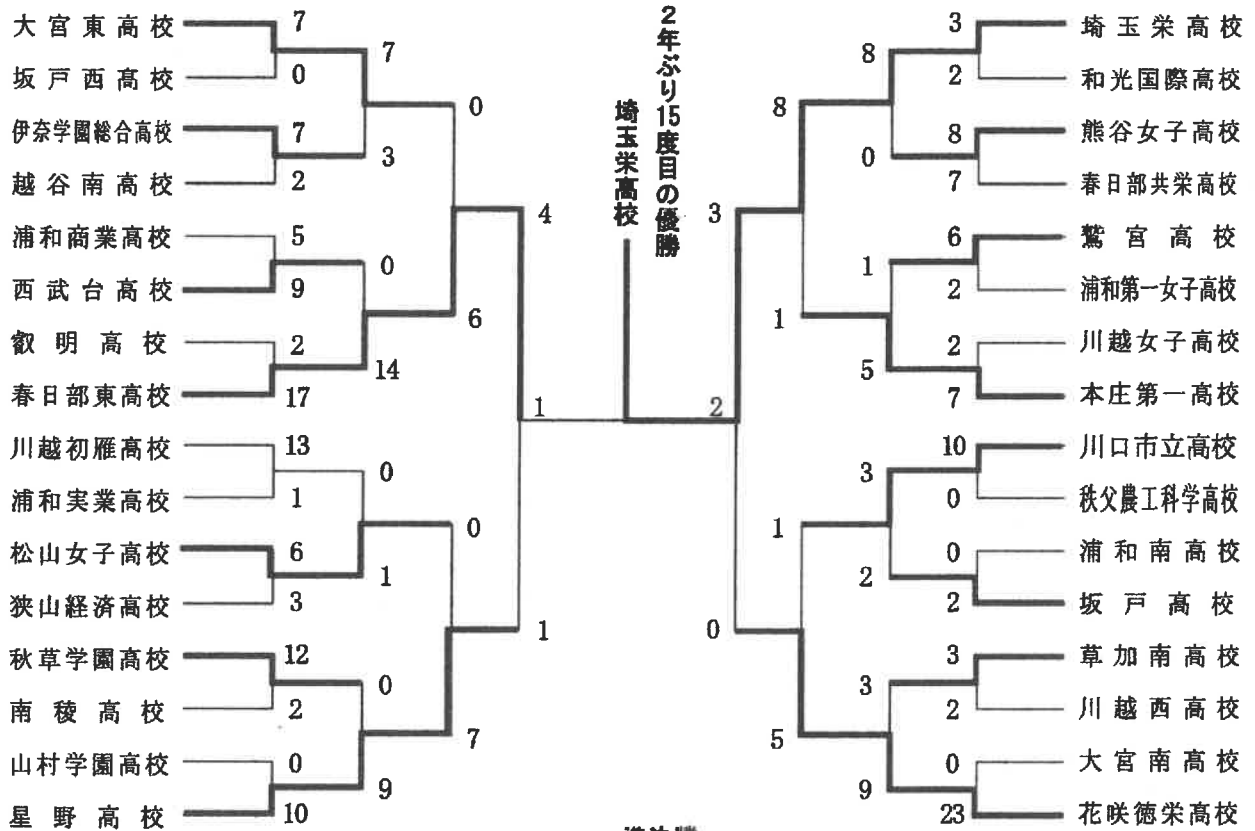 2年ぶり15度目の優勝
埼玉栄高校
大宮東高校 7
坂戸西高校 0
7
伊奈学園総合高校 7
越谷南高校 2
3
0
浦和商業高校 5
西武台高校 9
0
叡明高校 2
春日部東高校 17
14
6
4
川越初雁高校 13
浦和実業高校 1
0
松山女子高校 6
狭山経済高校 3
1
0
秋草学園高校 12
南稜高校 2
0
山村学園高校 0
星野高校 10
9
7
1
1
2
3 埼玉栄高校
2 和光国際高校
8
8 熊谷女子高校
7 春日部共栄高校
0
8
6 鷲宮高校
2 浦和第一女子高校
1
2 川越女子高校
7 本庄第一高校
5
1
3
10 川口市立高校
0 秩父農工科学高校
3
0 浦和南高校
2 坂戸高校
2
1
3 草加南高校
2 川越西高校
3
0 大宮南高校
23 花咲徳栄高校
9
5
0